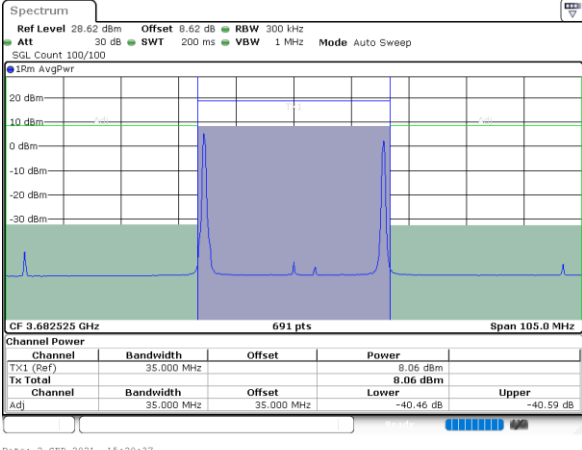 Spectrum
Ref Level 28.62 dBm Offset 8.62 dB RBW 300 kHz
Att 30 dB SWT 200 ms VBW 1 MHz Mode Auto Sweep
SGL Count 100/100
1Rm AvgPwr
20 dBm
TX1
10 dBm Adj Adj
0 dBm
-10 dBm
-20 dBm
-30 dBm
CF 3.682525 GHz 691 pts Span 105.0 MHz
Channel Power
Channel Bandwidth Offset Power
TX1 (Ref) 35.000 MHz 8.06 dBm
Tx Total 8.06 dBm
Channel Bandwidth Offset Lower Upper
Adj 35.000 MHz 35.000 MHz -40.46 dB -40.59 dB
Ready